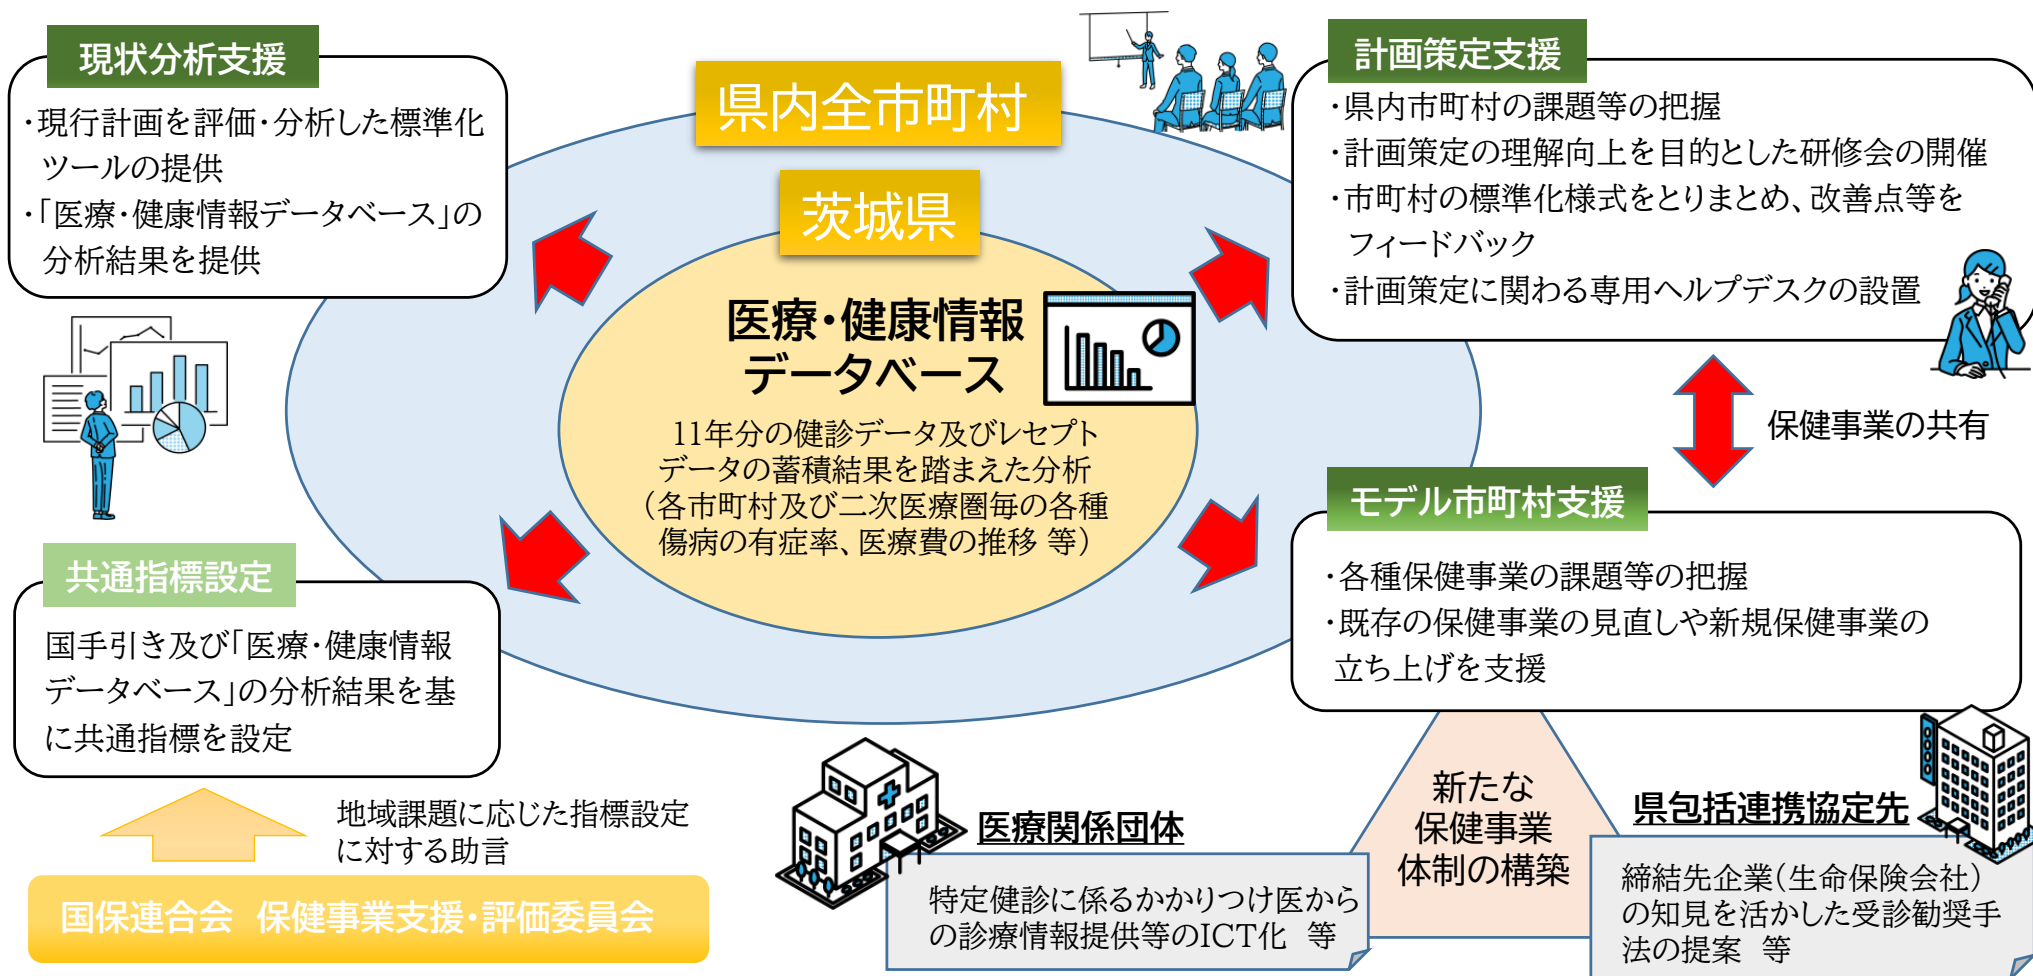 現状分析支援
・現行計画を評価・分析した標準化
ツールの提供
・「医療・健康情報データベース」の
分析結果を提供
県内全市町村
茨城県
医療・健康情報
データベース
11年分の健診データ及びレセプト
データの蓄積結果を踏まえた分析
（各市町村及び二次医療圏毎の各種
傷病の有症率、医療費の推移 等）
計画策定支援
・県内市町村の課題等の把握
・計画策定の理解向上を目的とした研修会の開催
・市町村の標準化様式をとりまとめ、改善点等を
フィードバック
・計画策定に関わる専用ヘルプデスクの設置
保健事業の共有
モデル市町村支援
・各種保健事業の課題等の把握
・既存の保健事業の見直しや新規保健事業の
立ち上げを支援
共通指標設定
国手引き及び「医療・健康情報
データベース」の分析結果を基
に共通指標を設定
地域課題に応じた指標設定
に対する助言
国保連合会　保健事業支援・評価委員会
医療関係団体
特定健診に係るかかりつけ医から
の診療情報提供等のICT化　等
新たな
保健事業
体制の構築
県包括連携協定先
締結先企業（生命保険会社）
の知見を活かした受診勧奨手
法の提案　等